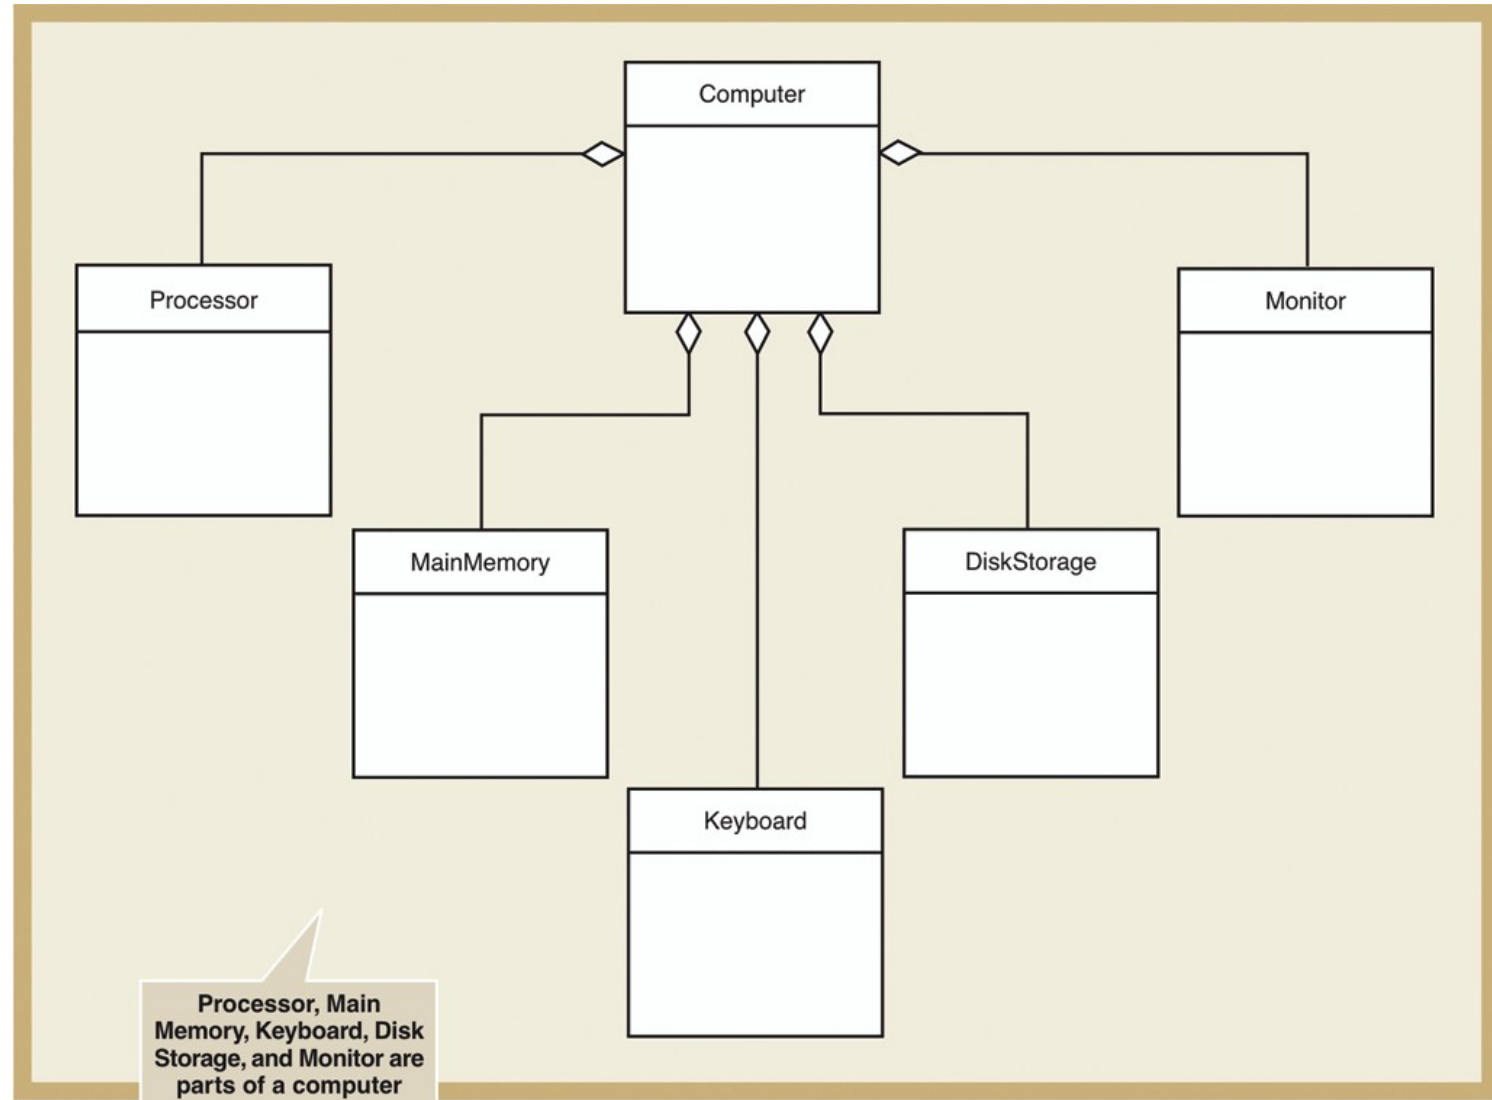 Computer
Processor
Monitor
MainMemory
DiskStorage
Keyboard
Processor, Main
Memory, Keyboard, Disk
Storage, and Monitor are
parts of a computer